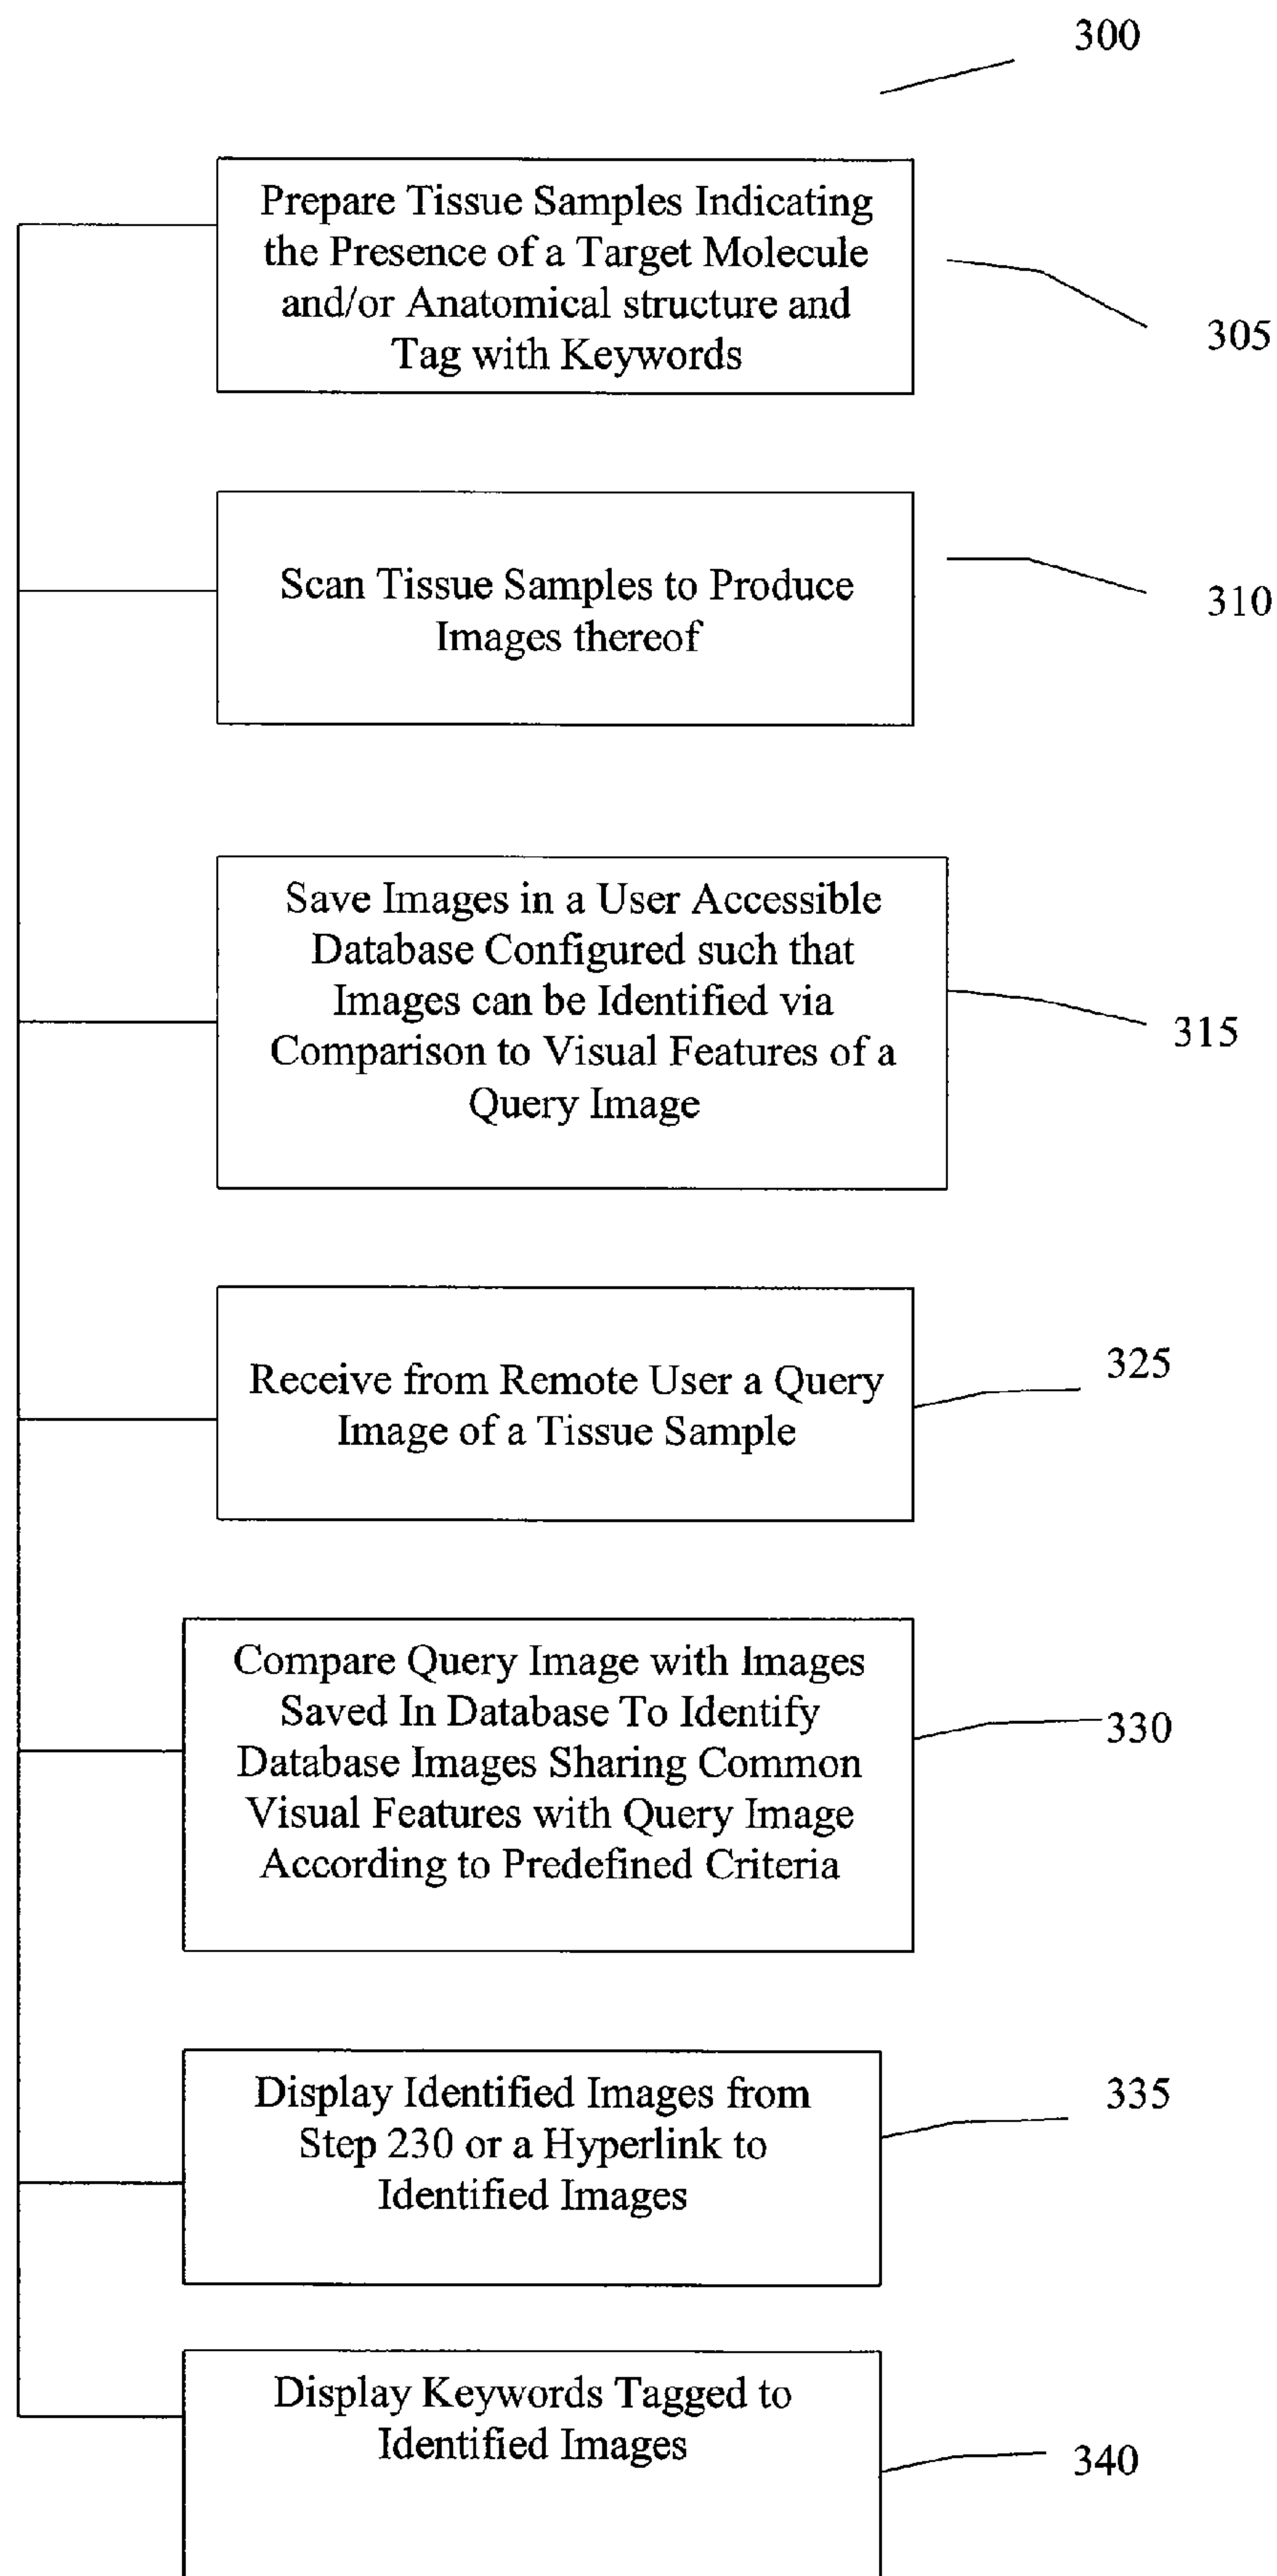 300
Prepare Tissue Samples Indicating
the Presence of a Target Molecule
and/or Anatomical structure and
Tag with Keywords
305
Scan Tissue Samples to Produce
Images thereof
310
Save Images in a User Accessible
Database Configured such that
Images can be Identified via
Comparison to Visual Features of a
Query Image
315
Receive from Remote User a Query
Image of a Tissue Sample
325
Compare Query Image with Images
Saved In Database To Identify
Database Images Sharing Common
Visual Features with Query Image
According to Predefined Criteria
330
Display Identified Images from
Step 230 or a Hyperlink to
Identified Images
335
Display Keywords Tagged to
Identified Images
340